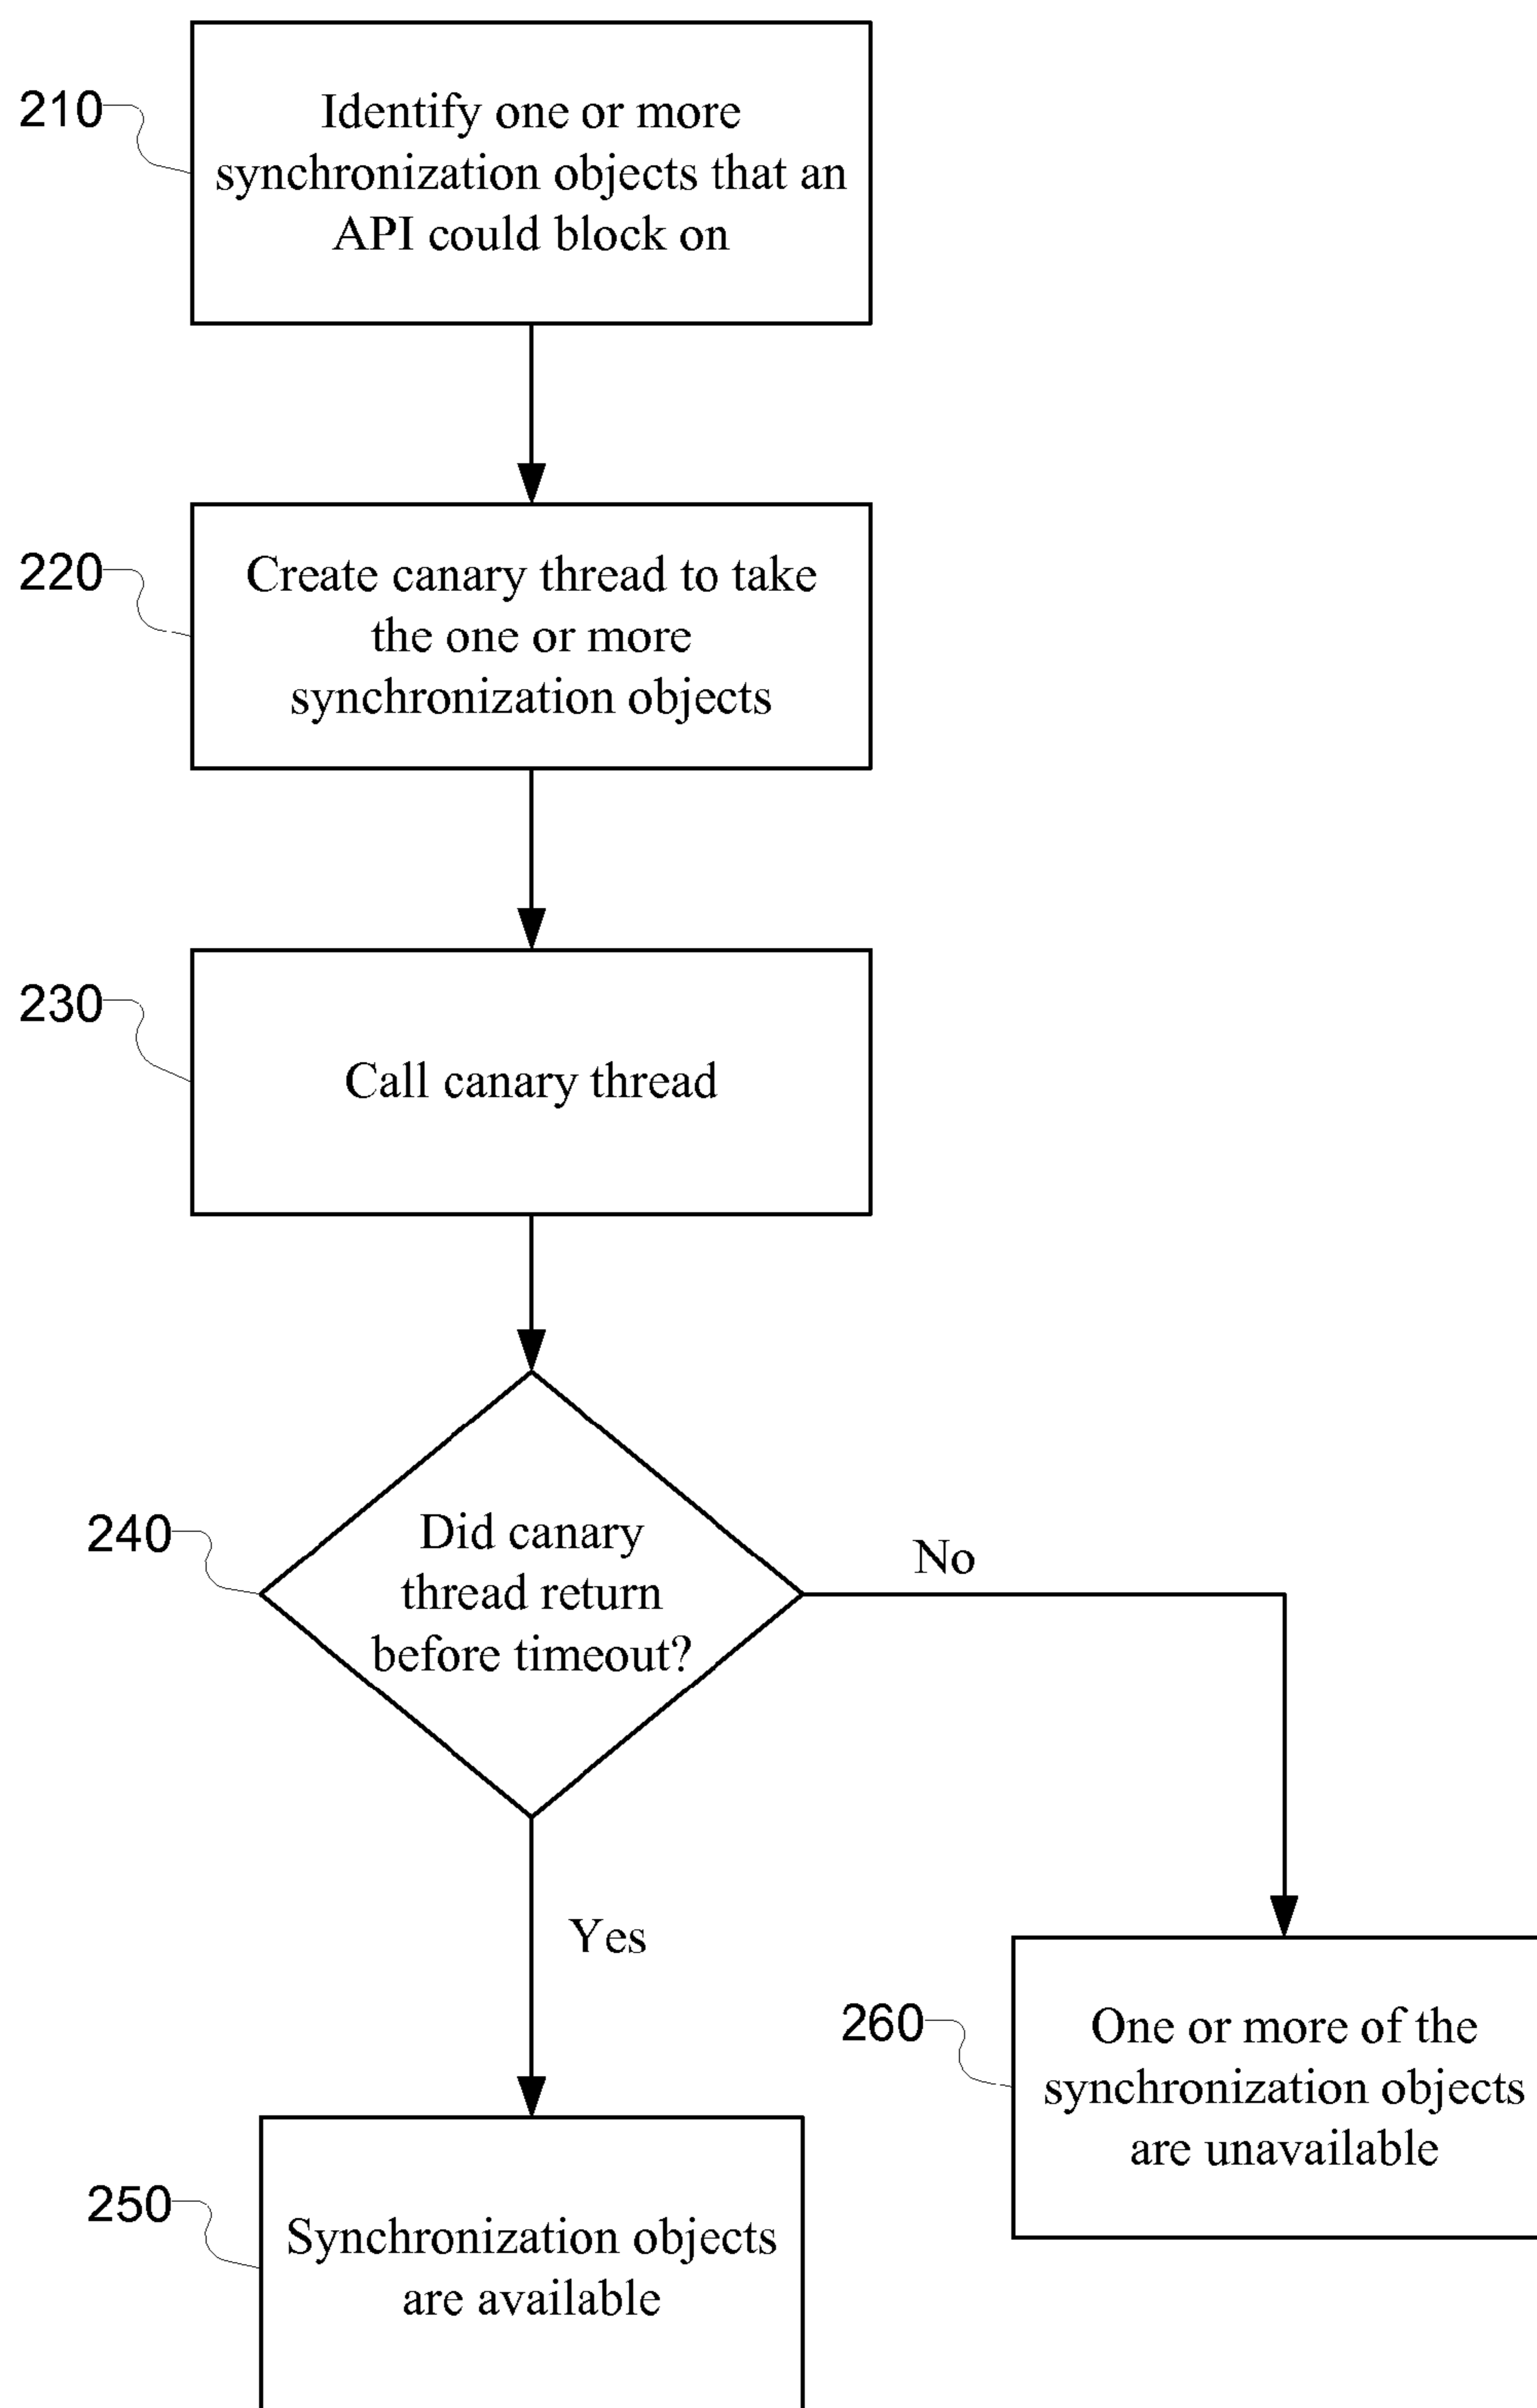 210
Identify one or more
synchronization objects that an
API could block on
220
Create canary thread to take
the one or more
synchronization objects
230
Call canary thread
240
Did canary
thread return
before timeout?
No
Yes
260
One or more of the
synchronization objects
are unavailable
250
Synchronization objects
are available